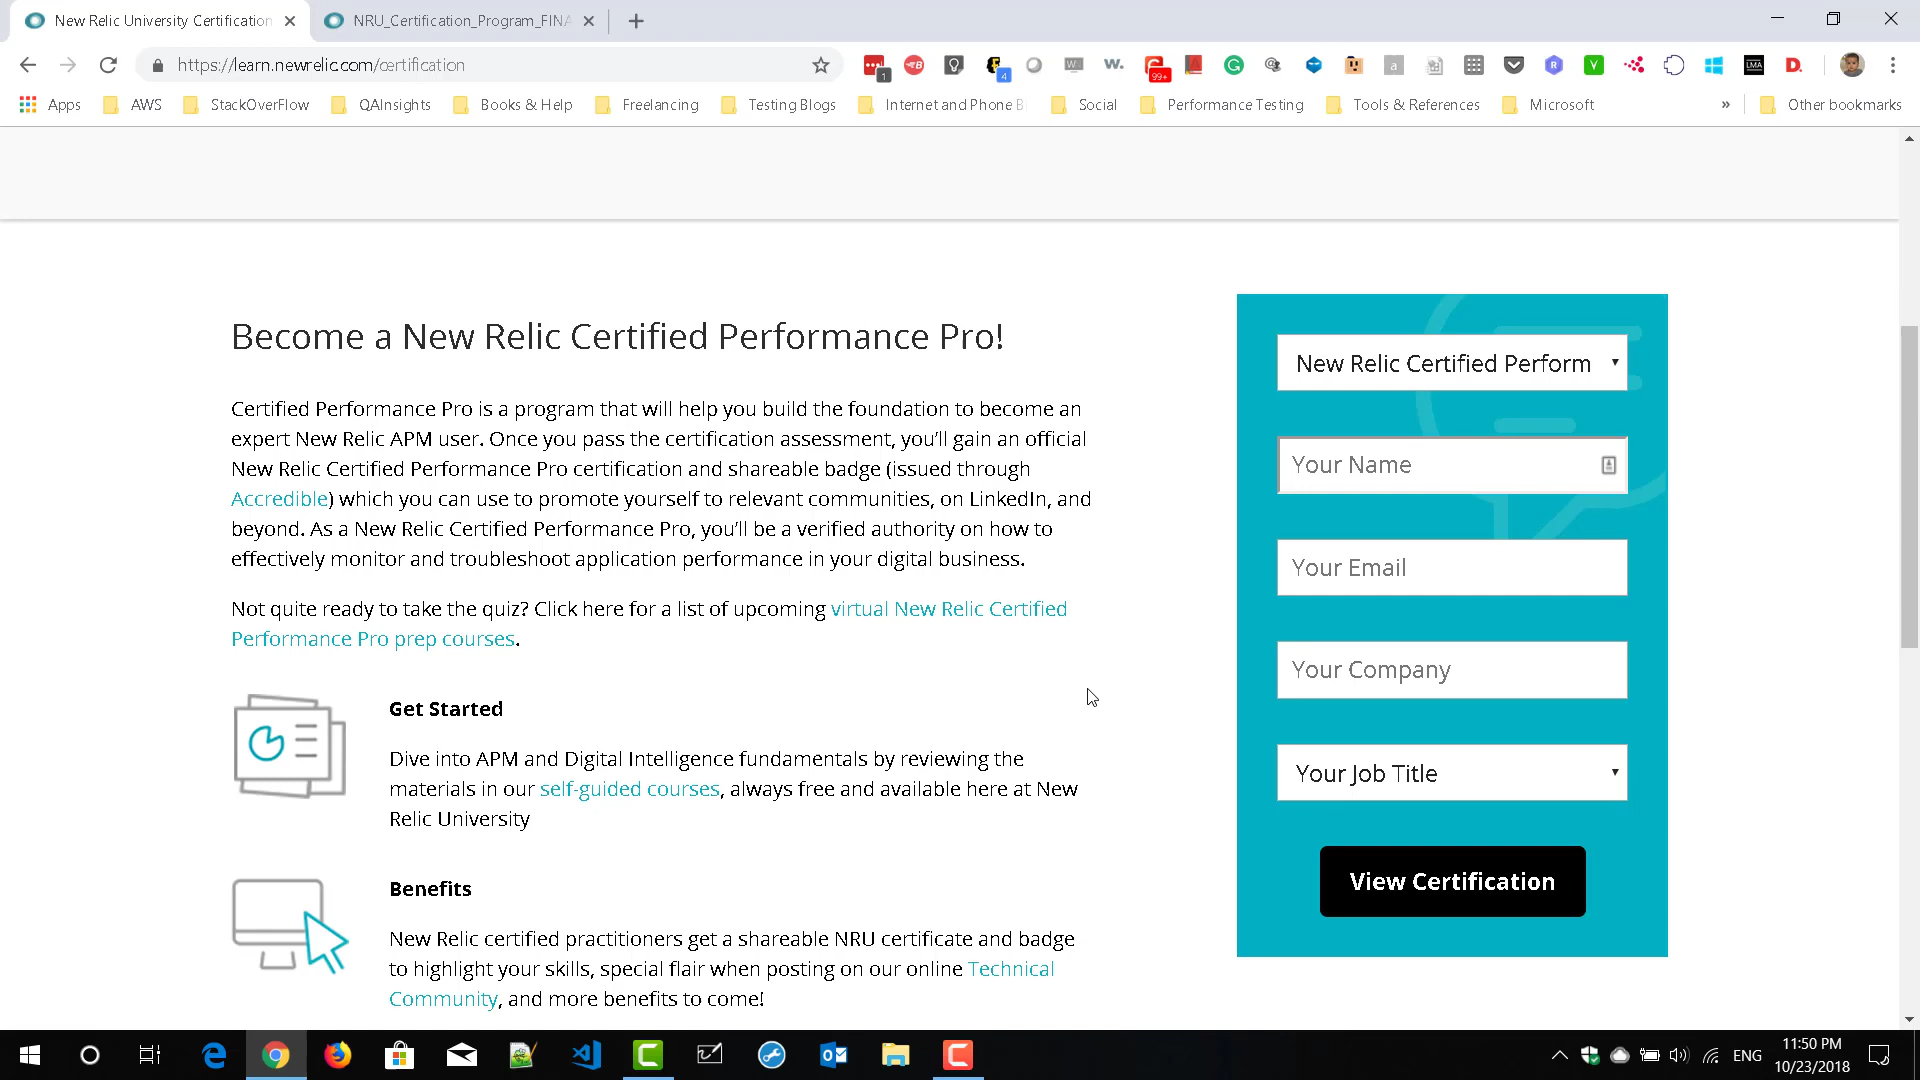 New Relic University Certification
NRU_Certification_Program_FINA
https://learn.newrelic.com/certification
1
4
99+
Apps
AWS
StackOverFlow
QAInsights
Books & Help
Freelancing
Testing Blogs
Internet and Phone B
Social
Performance Testing
Tools & References
Microsoft
»
Other bookmarks
Become a New Relic Certified Performance Pro!
Certified Performance Pro is a program that will help you build the foundation to become an
expert New Relic APM user. Once you pass the certification assessment, you’ll gain an official
New Relic Certified Performance Pro certification and shareable badge (issued through
Accredible) which you can use to promote yourself to relevant communities, on LinkedIn, and
beyond. As a New Relic Certified Performance Pro, you’ll be a verified authority on how to
effectively monitor and troubleshoot application performance in your digital business.
Not quite ready to take the quiz? Click here for a list of upcoming virtual New Relic Certified
Performance Pro prep courses.
Get Started
Dive into APM and Digital Intelligence fundamentals by reviewing the
materials in our self-guided courses, always free and available here at New
Relic University
Benefits
New Relic certified practitioners get a shareable NRU certificate and badge
to highlight your skills, special flair when posting on our online Technical
Community, and more benefits to come!
New Relic Certified Perform
Your Name
Your Email
Your Company
Your Job Title
View Certification
ENG
11:50 PM
10/23/2018